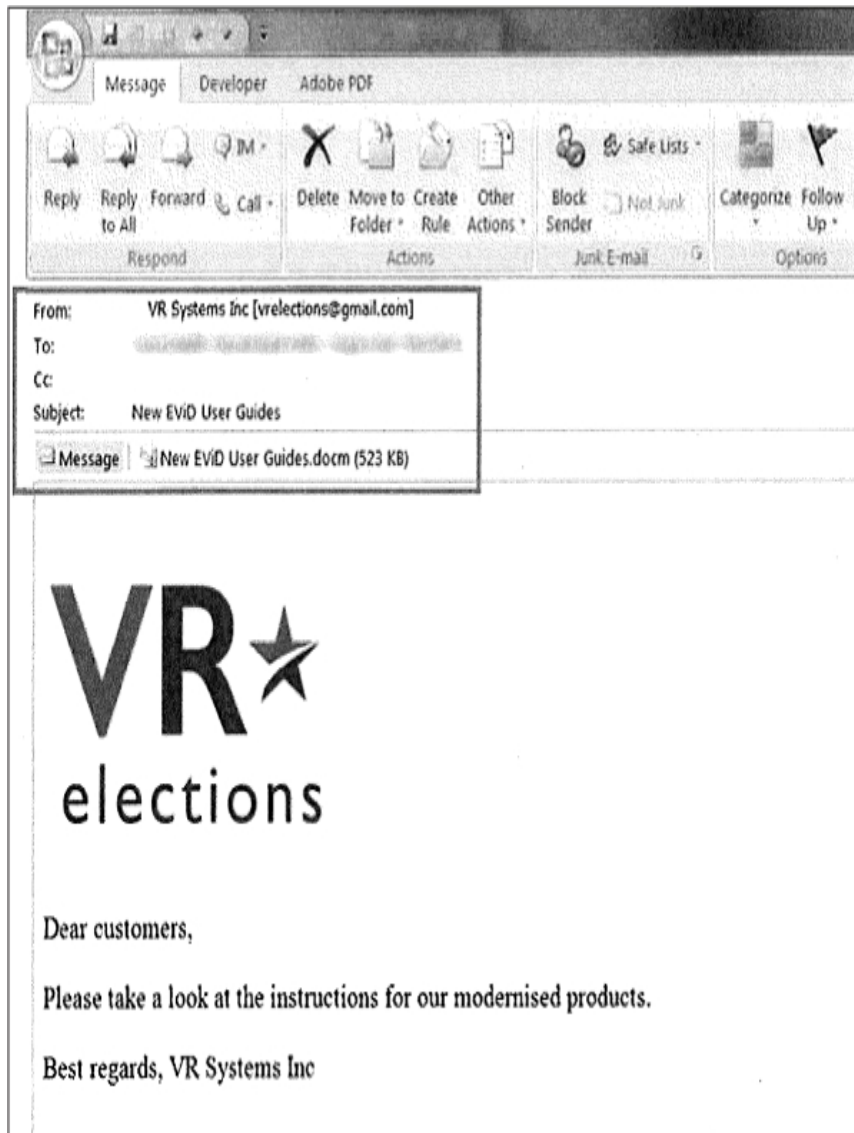 Message Developer Adobe PDF
IM
Safe Lists
Reply Reply to All Forward Call Delete Move to Folder Create Rule Other Actions Block Sender Not Junk Categorize Follow Up
Respond Actions Junk E-mail Options
From: VR Systems Inc [vrelections@gmail.com]
To:
Cc:
Subject: New EViD User Guides
Message New EViD User Guides.docm (523 KB)
VR
elections
Dear customers,
Please take a look at the instructions for our modernised products.
Best regards, VR Systems Inc